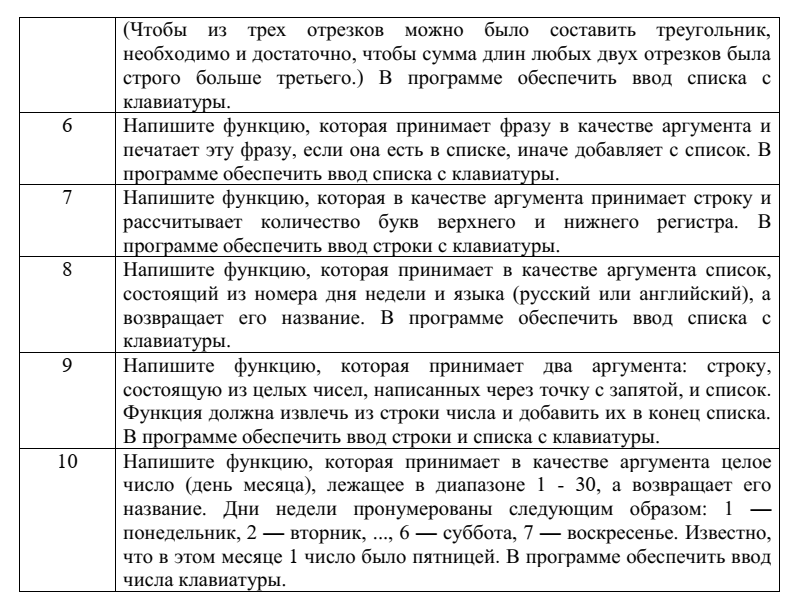 (Чтобы из трех отрезков можно было составить треугольник,
необходимо и достаточно, чтобы сумма длин любых двух отрезков была
строго больше третьего.) В программе обеспечить ввод списка с
клавиатуры.
6 Напишите функцию, которая принимает фразу в качестве аргумента и
печатает эту фразу, если она есть в списке, иначе добавляет с список. В
программе обеспечить ввод списка с клавиатуры.
7 Напишите функцию, которая в качестве аргумента принимает строку и
рассчитывает количество букв верхнего и нижнего регистра. В
программе обеспечить ввод строки с клавиатуры.
8 Напишите функцию, которая принимает в качестве аргумента список,
состоящий из номера дня недели и языка (русский или английский), а
возвращает его название. В программе обеспечить ввод списка с
клавиатуры.
9 Напишите функцию, которая принимает два аргумента: строку,
состоящую из целых чисел, написанных через точку с запятой, и список.
Функция должна извлечь из строки числа и добавить их в конец списка.
В программе обеспечить ввод строки и списка с клавиатуры.
10 Напишите функцию, которая принимает в качестве аргумента целое
число (день месяца), лежащее в диапазоне 1 - 30, а возвращает его
название. Дни недели пронумерованы следующим образом: 1 —
понедельник, 2 — вторник, ..., 6 — суббота, 7 — воскресенье. Известно,
что в этом месяце 1 число было пятницей. В программе обеспечить ввод
числа клавиатуры.